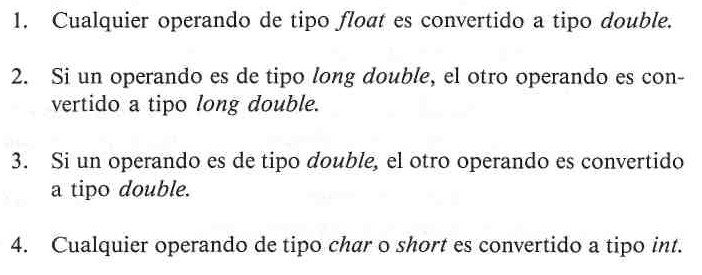 1. Cualquier operando de tipo float es convertido a tipo double.
2. Si un operando es de tipo long double, el otro operando es con-
vertido a tipo long double.
3. Si un operando es de tipo double, el otro operando es convertido
a tipo double.
4. Cualquier operando de tipo char o short es convertido a tipo int.